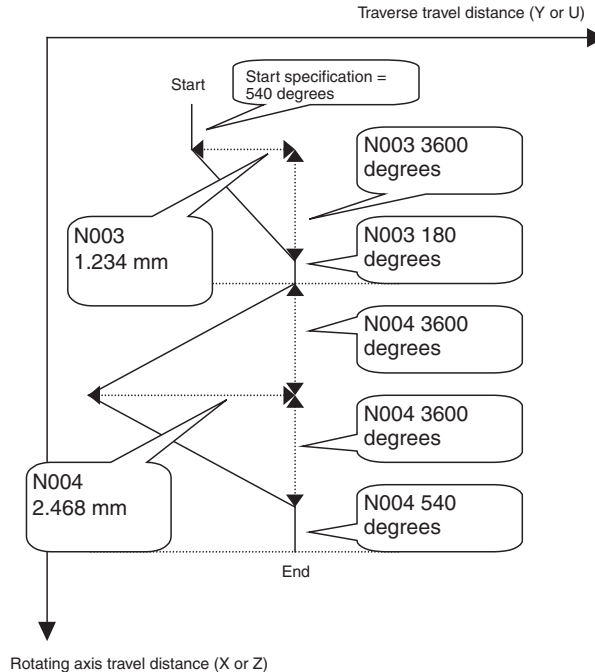 Traverse travel distance (Y or U)
Start
Start specification =
540 degrees
N003 3600
degrees
N003
1.234 mm
N003 180
degrees
N004 3600
degrees
N004 3600
degrees
N004
2.468 mm
N004 540
degrees
End
Rotating axis travel distance (X or Z)